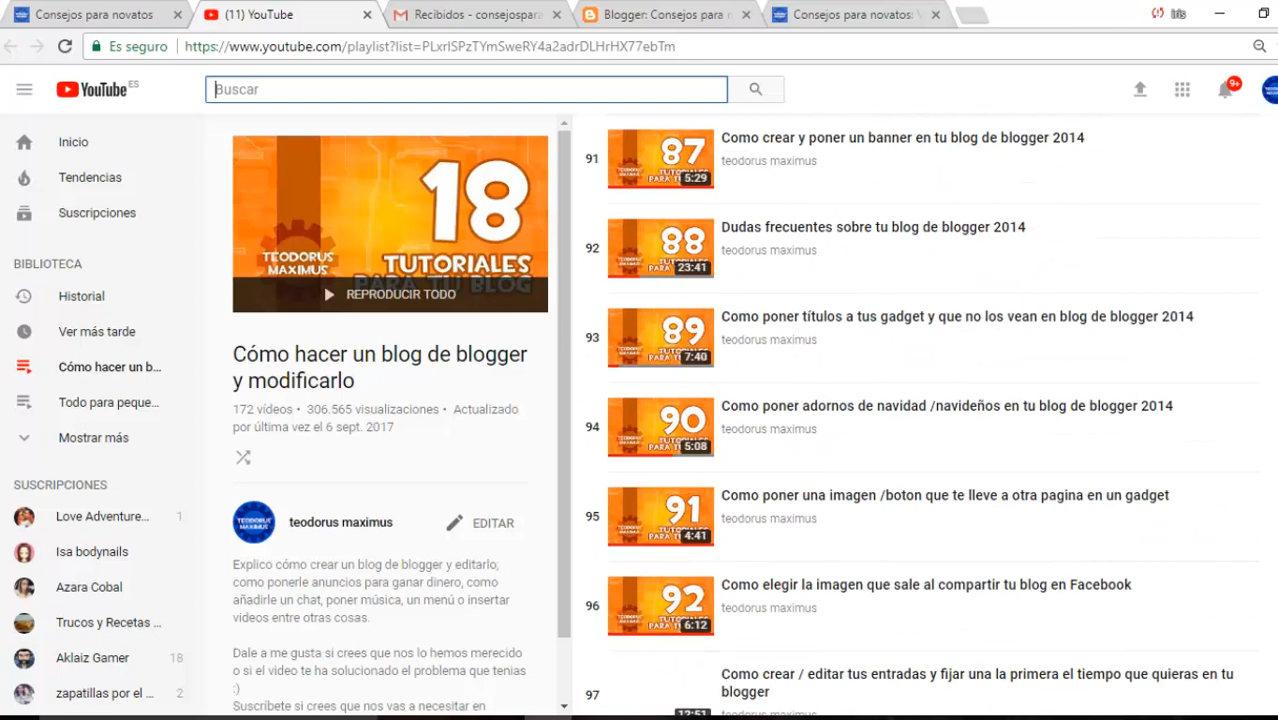 Consejos para novatos
(11) YouTube
Recibidos - consejospara
Blogger: Consejos para n
Consejos para novatos: V
Iris
Es seguro
https://www.youtube.com/playlist?list=PLxrlSPzTYmSweRY4a2adrDLHrHX77ebTm
YouTube ES
Buscar
9+
Inicio
Tendencias
Suscripciones
BIBLIOTECA
Historial
Ver más tarde
Cómo hacer un b...
Todo para peque...
Mostrar más
SUSCRIPCIONES
Love Adventure... 1
Isa bodynails
Azara Cobal
Trucos y Recetas ...
Aklaiz Gamer 18
zapatillas por el ... 2
18
TEODORUS
MAXIMUS
TUTORIALES
PARA TU BLOG
REPRODUCIR TODO
Cómo hacer un blog de blogger
y modificarlo
172 vídeos • 306.565 visualizaciones • Actualizado
por última vez el 6 sept. 2017
teodorus maximus
EDITAR
Explico cómo crear un blog de blogger y editarlo;
como ponerle anuncios para ganar dinero, como
añadirle un chat, poner música, un menú o insertar
videos entre otras cosas.
Dale a me gusta si crees que nos lo hemos merecido
o si el video te ha solucionado el problema que tenias
:)
Suscríbete si crees que nos vas a necesitar en
91
87
5:29
Como crear y poner un banner en tu blog de blogger 2014
teodorus maximus
92
88
23:41
Dudas frecuentes sobre tu blog de blogger 2014
teodorus maximus
93
89
7:40
Como poner títulos a tus gadget y que no los vean en blog de blogger 2014
teodorus maximus
94
90
5:08
Como poner adornos de navidad /navideños en tu blog de blogger 2014
teodorus maximus
95
91
4:41
Como poner una imagen /boton que te lleve a otra pagina en un gadget
teodorus maximus
96
92
6:12
Como elegir la imagen que sale al compartir tu blog en Facebook
teodorus maximus
97
12:51
Como crear / editar tus entradas y fijar una la primera el tiempo que quieras en tu
blogger